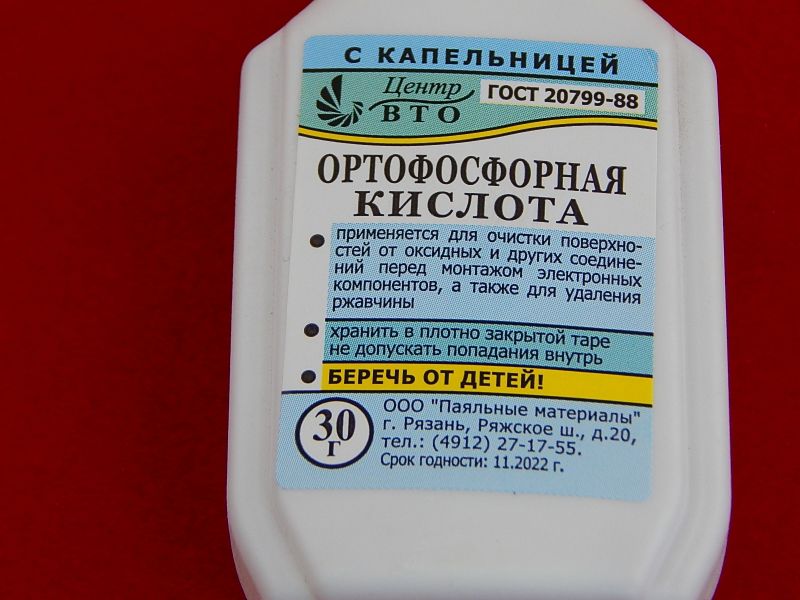 С КАПЕЛЬНИЦЕЙ
Центр
ВТО
ГОСТ 20799-88
ОРТОФОСФОРНАЯ
КИСЛОТА
применяется для очистки поверхно-
стей от оксидных и других соедине-
ний перед монтажом электронных
компонентов, а также для удаления
ржавчины
хранить в плотно закрытой таре
не допускать попадания внутрь
БЕРЕЧЬ ОТ ДЕТЕЙ!
30
г
ООО "Паяльные материалы"
г. Рязань, Ряжское ш., д.20,
тел.: (4912) 27-17-55.
Срок годности: 11.2022 г.